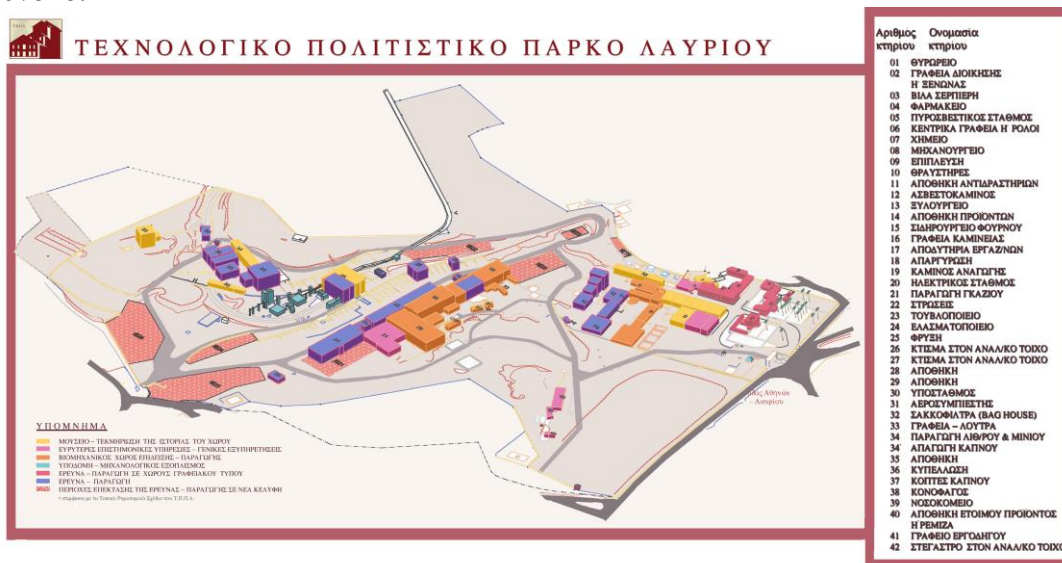 ΤΕΧΝΟΛΟΓΙΚΟ ΠΟΛΙΤΙΣΤΙΚΟ ΠΑΡΚΟ ΛΑΥΡΙΟΥ
Αριθμος Ονομασία
κτηρίου κτηρίου
01 ΘΥΡΩΡΕΙΟ
02 ΓΡΑΦΕΙΑ ΔΙΟΙΚΗΣΗΣ
Η' ΞΕΝΩΝΑΣ
03 ΒΙΛΑ ΣΕΡΠΙΕΡΗ
04 ΦΑΡΜΑΚΕΙΟ
05 ΠΥΡΟΣΒΕΣΤΙΚΟΣ ΣΤΑΘΜΟΣ
06 ΚΕΝΤΡΙΚΑ ΓΡΑΦΕΙΑ Η' ΡΟΛΟΙ
07 ΧΗΜΕΙΟ
08 ΜΗΧΑΝΟΥΡΓΕΙΟ
09 ΕΠΙΠΛΕΥΣΗ
10 ΘΡΑΥΣΤΗΡΕΣ
11 ΑΠΟΘΗΚΗ ΑΝΤΙΔΡΑΣΤΗΡΙΩΝ
12 ΑΣΒΕΣΤΟΚΑΜΙΝΟΣ
13 ΞΥΛΟΥΡΓΕΙΟ
14 ΑΠΟΘΗΚΗ ΠΡΟΪΟΝΤΩΝ
15 ΣΙΔΗΡΟΥΡΓΕΙΟ ΦΟΥΡΝΟΥ
16 ΓΡΑΦΕΙΑ ΚΑΜΙΝΕΙΑΣ
17 ΑΠΟΔΥΤΗΡΙΑ ΕΡΓΑΖ/ΝΩΝ
18 ΑΠΑΡΓΥΡΩΣΗ
19 ΚΑΜΙΝΟΣ ΑΝΑΓΩΓΗΣ
20 ΗΛΕΚΤΡΙΚΟΣ ΣΤΑΘΜΟΣ
21 ΠΑΡΑΓΩΓΗ ΓΚΑΖΙΟΥ
22 ΣΤΡΩΣΕΙΣ
23 ΤΟΥΒΛΟΠΟΙΕΙΟ
24 ΕΛΑΣΜΑΤΟΠΟΙΕΙΟ
25 ΦΡΥΞΗ
26 ΚΤΙΣΜΑ ΣΤΟΝ ΑΝΑΛ/ΚΟ ΤΟΙΧΟ
27 ΚΤΙΣΜΑ ΣΤΟΝ ΑΝΑΛ/ΚΟ ΤΟΙΧΟ
28 ΑΠΟΘΗΚΗ
29 ΑΠΟΘΗΚΗ
30 ΥΠΟΣΤΑΘΜΟΣ
31 ΑΕΡΟΣΥΜΠΙΕΣΤΗΣ
32 ΣΑΚΚΟΦΙΛΤΡΑ (BAG HOUSE)
33 ΓΡΑΦΕΙΑ – ΛΟΥΤΡΑ
34 ΠΑΡΑΓΩΓΗ ΛΙΘ/ΡΟΥ & ΜΙΝΙΟΥ
34' ΑΠΑΓΩΓΗ ΚΑΠΝΟΥ
35 ΑΠΟΘΗΚΗ
36 ΚΥΠΕΛΛΩΣΗ
37 ΚΟΠΤΕΣ ΚΑΠΝΟΥ
38 ΚΟΝΟΦΑΓΟΣ
39 ΝΟΣΟΚΟΜΕΙΟ
40 ΑΠΟΘΗΚΗ ΕΤΟΙΜΟΥ ΠΡΟΪΟΝΤΟΣ
Η ΡΕΜΙΖΑ
41 ΓΡΑΦΕΙΟ ΕΡΓΟΔΗΓΟΥ
42 ΣΤΕΓΑΣΤΡΟ ΣΤΟΝ ΑΝΑΛ/ΚΟ ΤΟΙΧΟ
Αθηνών
– Λαυρίου
ΥΠΟΜΝΗΜΑ
ΜΟΥΣΕΙΟ – ΤΕΚΜΗΡΙΩΣΗ ΤΗΣ ΙΣΤΟΡΙΑΣ ΤΟΥ ΧΩΡΟΥ
ΕΥΡΥΤΕΡΕΣ ΕΠΙΣΤΗΜΟΝΙΚΕΣ ΥΠΗΡΕΣΙΕΣ – ΓΕΝΙΚΕΣ ΕΞΥΠΗΡΕΤΗΣΕΙΣ
ΒΙΟΜΗΧΑΝΙΚΟΣ ΧΩΡΟΣ ΕΠΙΔΕΙΞΗΣ – ΠΑΡΑΓΩΓΗΣ
ΥΠΟΔΟΜΗ – ΜΗΧΑΝΟΛΟΓΙΚΟΣ ΕΞΟΠΛΙΣΜΟΣ
ΕΡΕΥΝΑ – ΠΑΡΑΓΩΓΗ ΣΕ ΧΩΡΟΥΣ ΓΡΑΦΕΙΑΚΟΥ ΤΥΠΟΥ
ΕΡΕΥΝΑ – ΠΑΡΑΓΩΓΗ
ΠΕΡΙΟΧΕΣ ΕΠΕΚΤΑΣΗΣ ΤΗΣ ΕΡΕΥΝΑΣ – ΠΑΡΑΓΩΓΗΣ ΣΕ ΝΕΑ ΚΕΛΥΦΗ